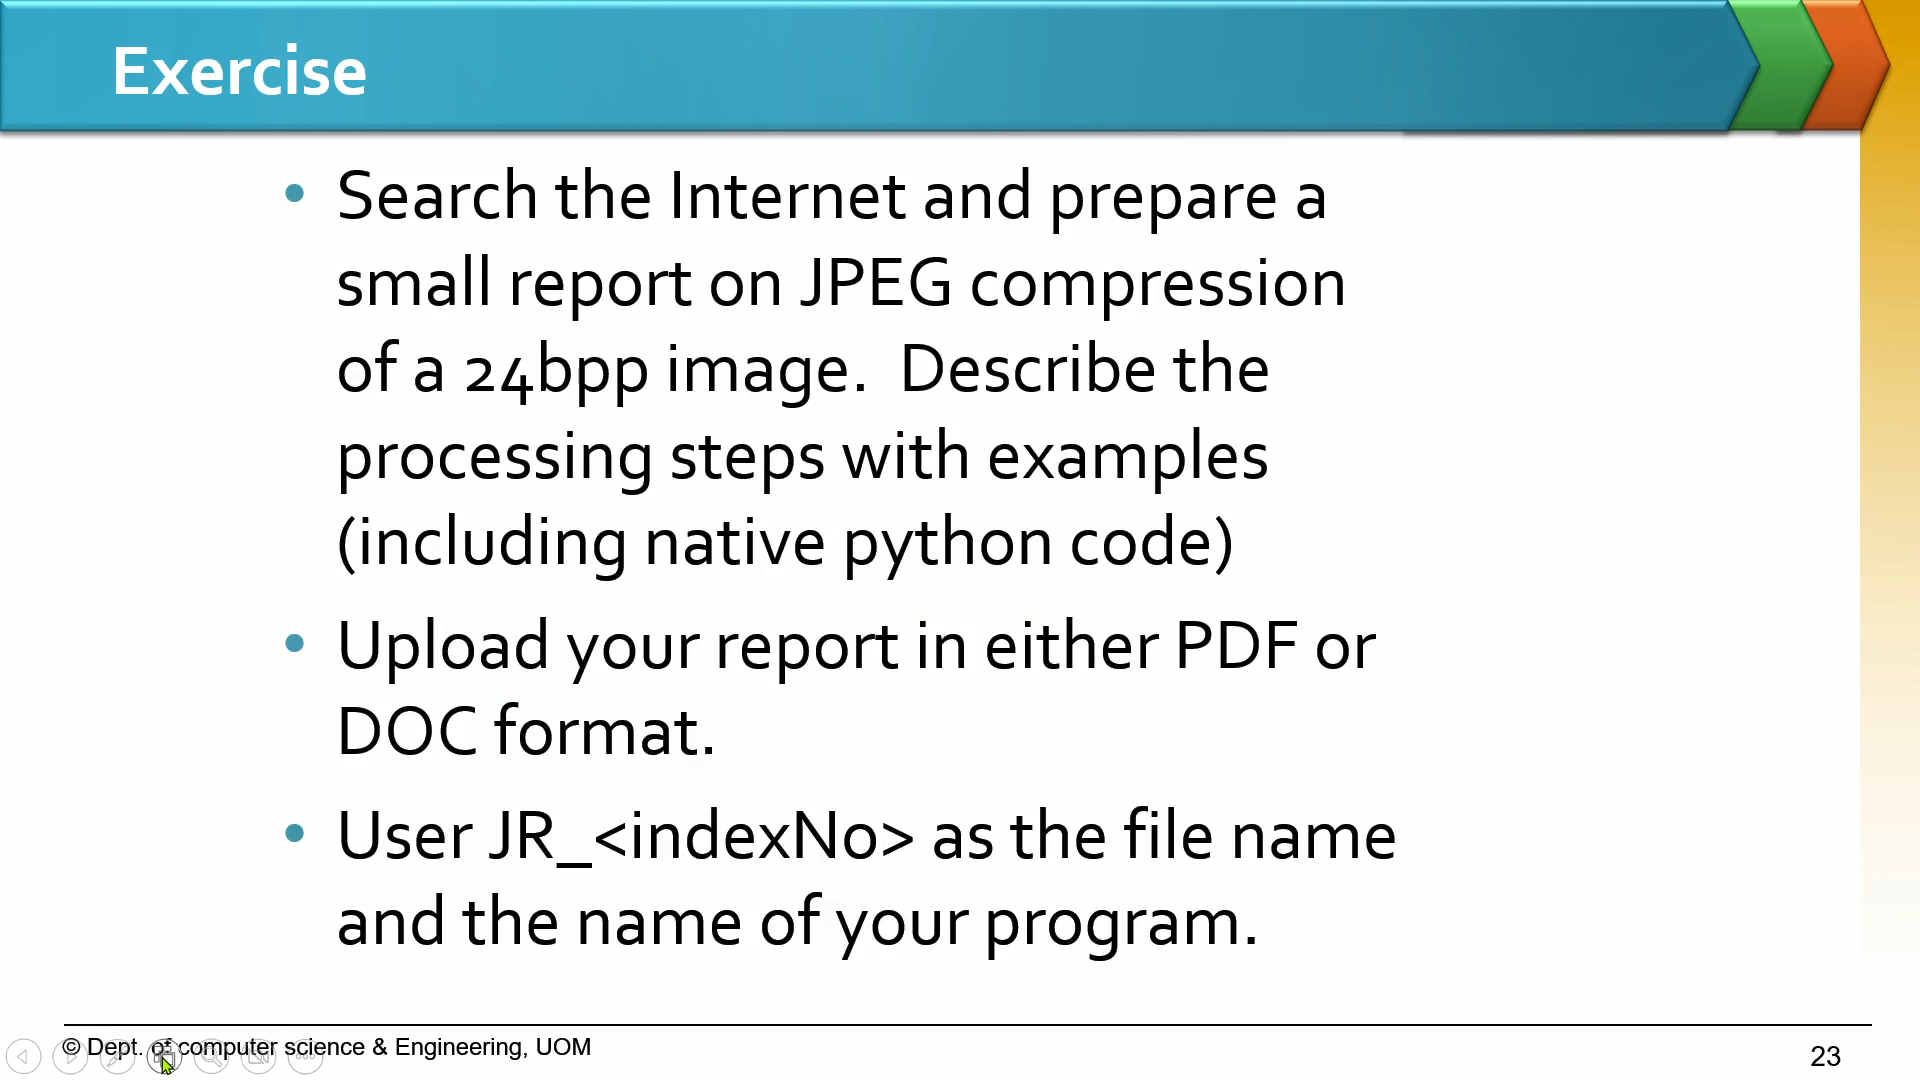 Exercise
• Search the Internet and prepare a
small report on JPEG compression
of a 24bpp image.  Describe the
processing steps with examples
(including native python code)
• Upload your report in either PDF or
DOC format.
• User JR_<indexNo> as the file name
and the name of your program.
© Dept. of computer science & Engineering, UOM
23